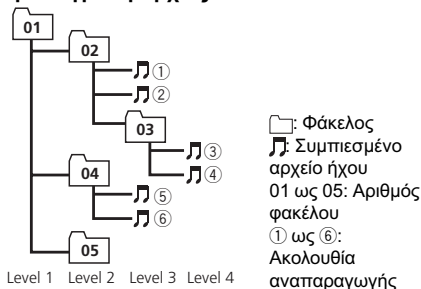 01
02
①
②
03
③
④
04
⑤
⑥
05
Level 1 Level 2 Level 3 Level 4
: Φάκελος
: Συμπιεσμένο
αρχείο ήχου
01 ως 05: Αριθμός
φακέλου
① ως ⑥:
Ακολουθία
αναπαραγωγής